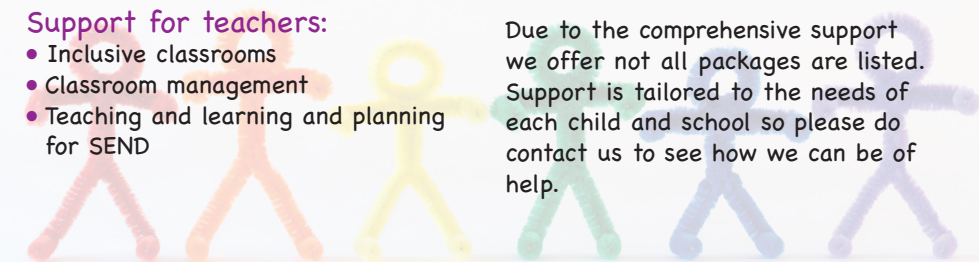 Support for teachers:
• Inclusive classrooms
• Classroom management
• Teaching and learning and planning
for SEND
Due to the comprehensive support
we offer not all packages are listed.
Support is tailored to the needs of
each child and school so please do
contact us to see how we can be of
help.